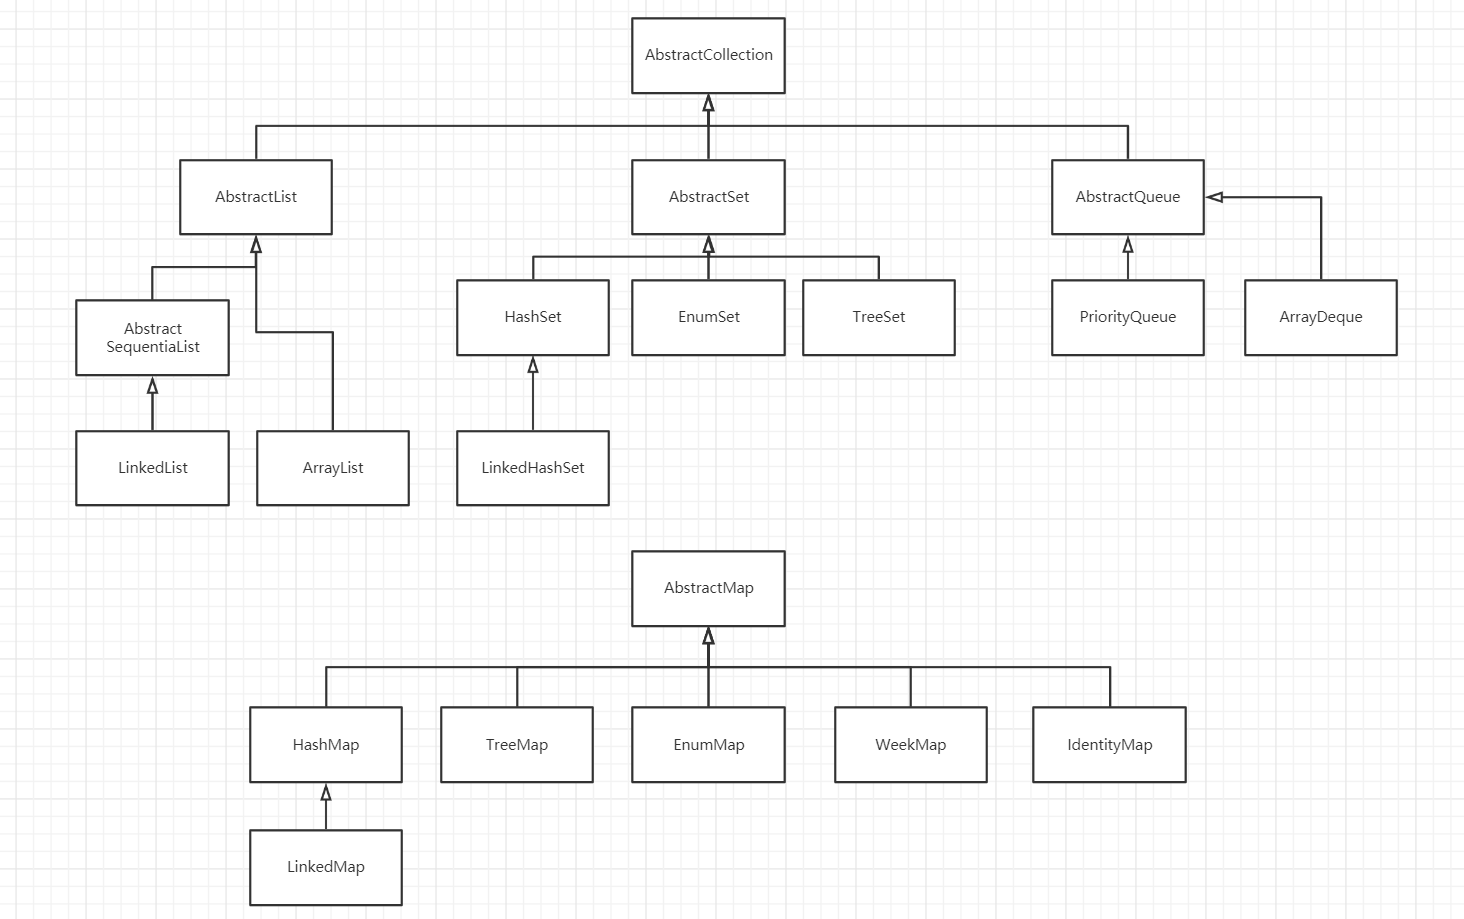 AbstractCollection
AbstractList
AbstractSet
AbstractQueue
Abstract
SequentiaList
HashSet
EnumSet
TreeSet
PriorityQueue
ArrayDeque
LinkedList
ArrayList
LinkedHashSet
AbstractMap
HashMap
TreeMap
EnumMap
WeekMap
IdentityMap
LinkedMap